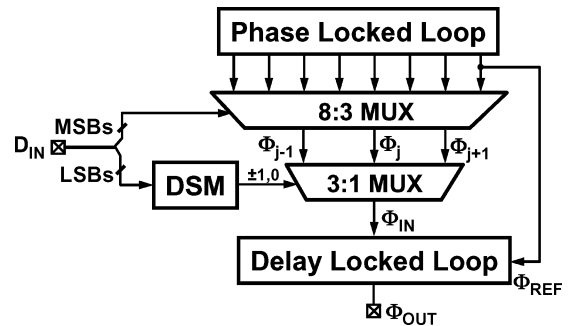 Phase Locked Loop
8:3 MUX
MSBs
D_IN
LSBs
Φ_j-1
Φ_j
Φ_j+1
DSM
±1,0
3:1 MUX
Φ_IN
Delay Locked Loop
Φ_REF
Φ_OUT